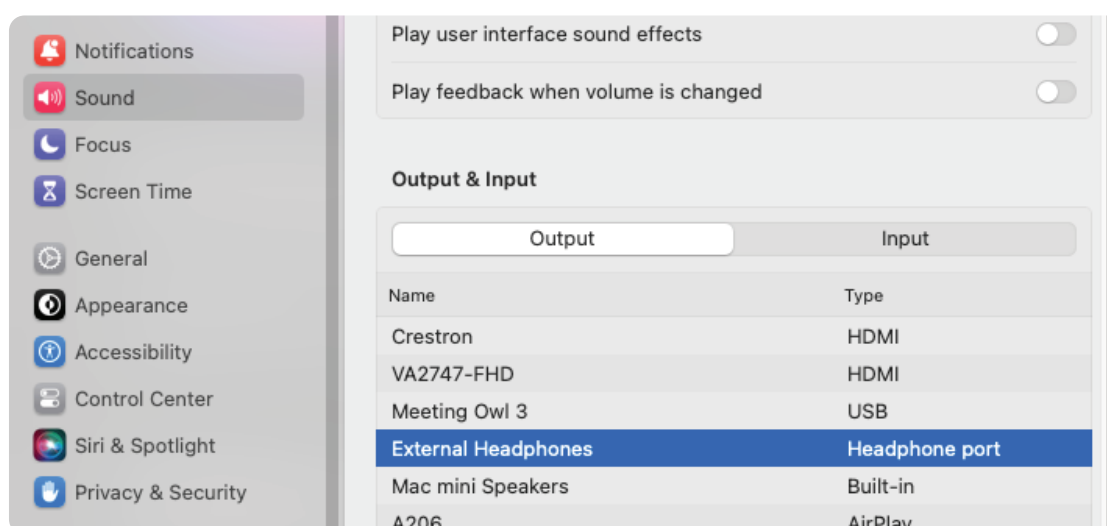 Notifications
Sound
Focus
Screen Time
General
Appearance
Accessibility
Control Center
Siri & Spotlight
Privacy & Security
Play user interface sound effects
Play feedback when volume is changed
Output & Input
Output Input
Name Type
Crestron HDMI
VA2747-FHD HDMI
Meeting Owl 3 USB
External Headphones Headphone port
Mac mini Speakers Built-in
A206 AirPlay